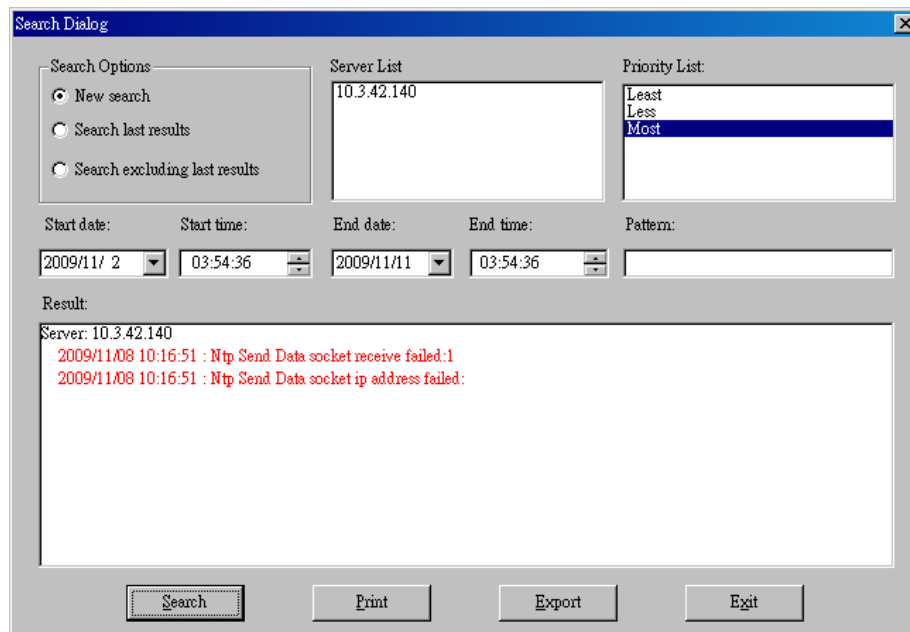 Search Dialog
Search Options
New search
Search last results
Search excluding last results
Server List
10.3.42.140
Priority List:
Least
Less
Most
Start date:
Start time:
End date:
End time:
Pattern:
2009/11/ 2
03:54:36
2009/11/11
03:54:36
Result:
Server: 10.3.42.140
2009/11/08 10:16:51 : Ntp Send Data socket receive failed:1
2009/11/08 10:16:51 : Ntp Send Data socket ip address failed:
Search
Print
Export
Exit